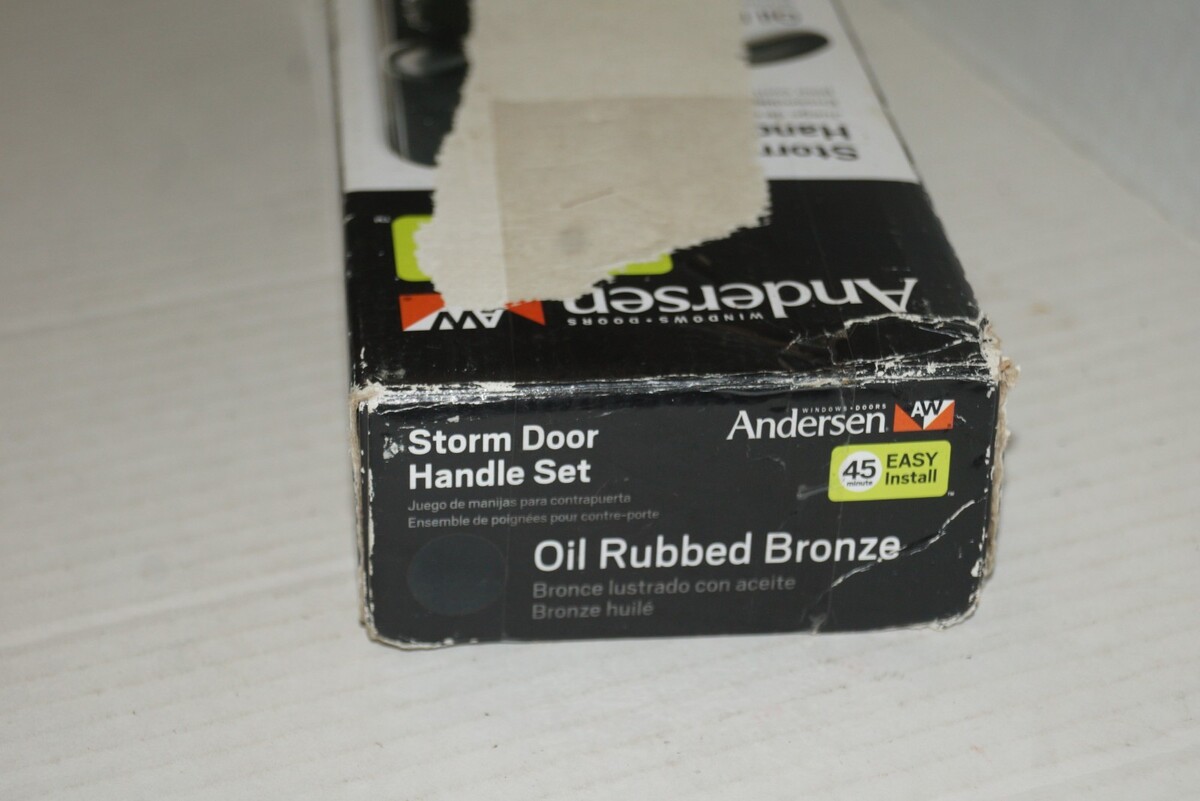 Storm
Hand
Andersen
WINDOWS • DOORS
AW
WINDOWS • DOORS
Andersen
AW
Storm Door
Handle Set
45
minute
EASY
Install
Juego de manijas para contrapuerta
Ensemble de poignées pour contre-porte
Oil Rubbed Bronze
Bronce lustrado con aceite
Bronze huilé